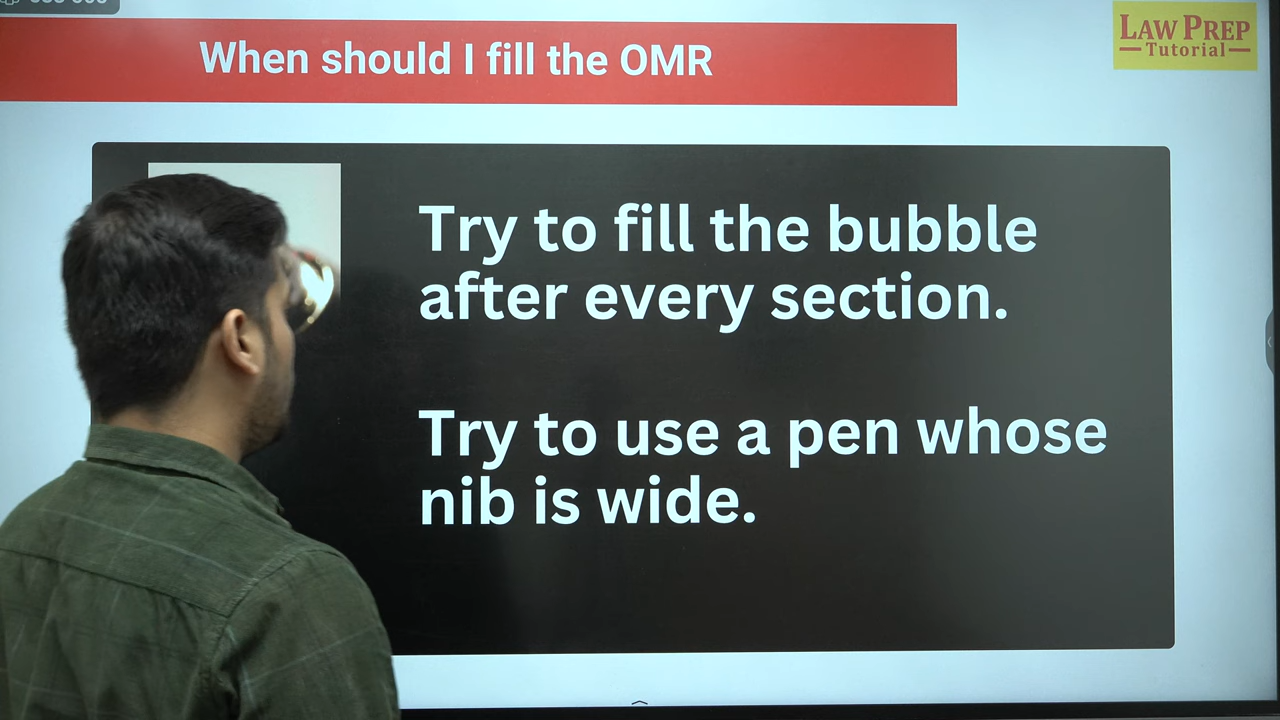 When should I fill the OMR
LAW PREP
Tutorial
Try to fill the bubble
after every section.
Try to use a pen whose
nib is wide.